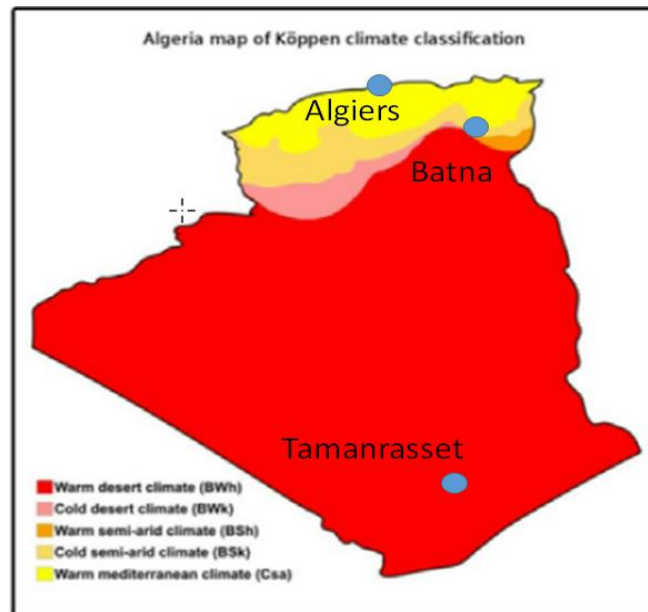 Algeria map of Köppen climate classification
Algiers
Batna
Tamanrasset
Warm desert climate (BWh)
Cold desert climate (BWk)
Warm semi-arid climate (BSh)
Cold semi-arid climate (BSk)
Warm mediterranean climate (Csa)